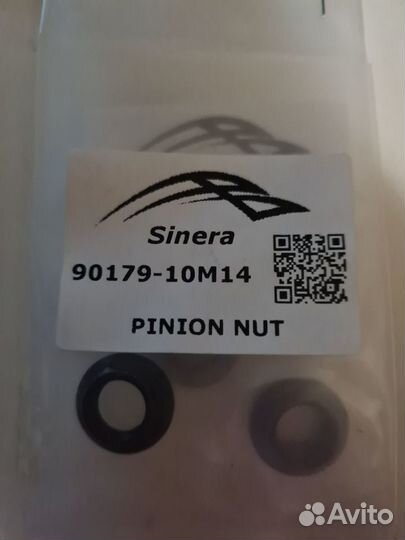 Sinera
90179-10M14
PINION NUT
Avito